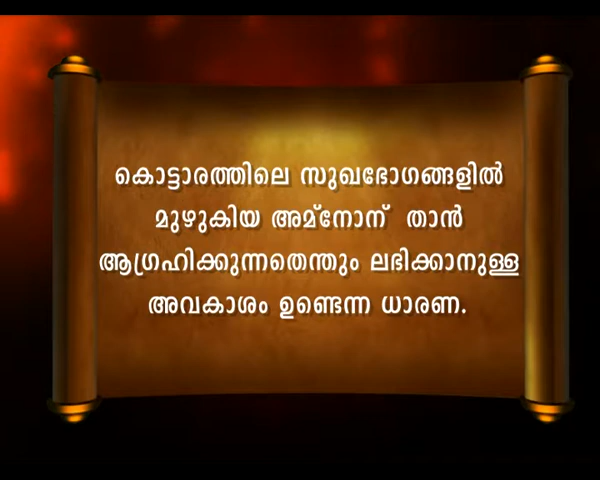 കൊട്ടാരത്തിലെ സുഖഭോഗങ്ങളിൽ
മുഴുകിയ അമ്നോന് താൻ
ആഗ്രഹിക്കുന്നതെന്തും ലഭിക്കാനുള്ള
അവകാശം ഉണ്ടെന്ന ധാരണ.